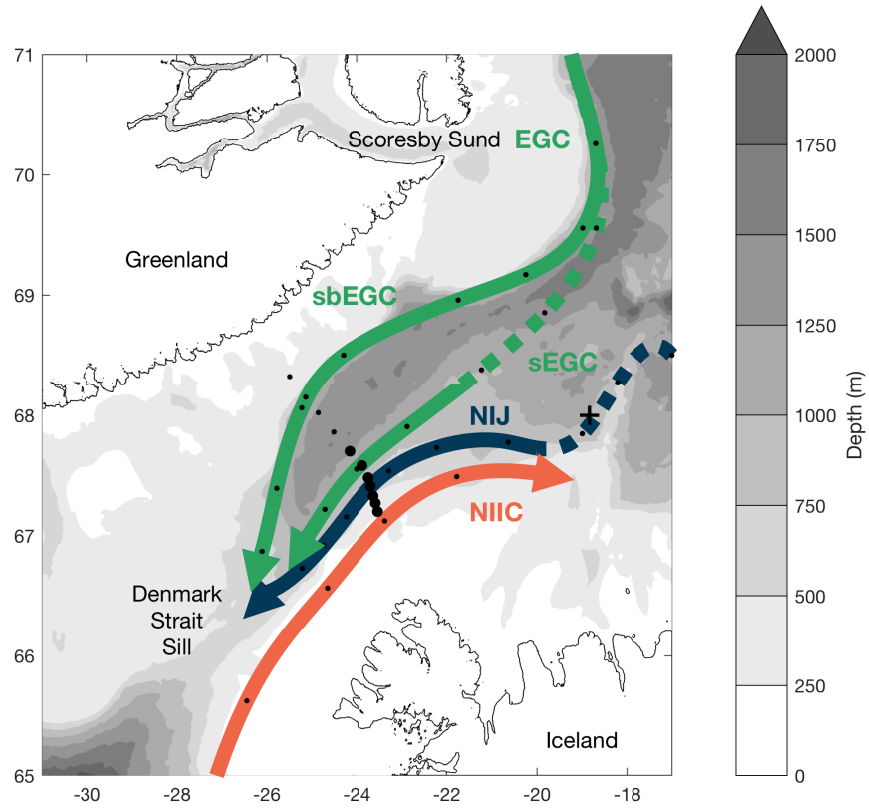 71
70
69
68
67
66
65
-30
-28
-26
-24
-22
-20
-18
Scoresby Sund
EGC
Greenland
sbEGC
sEGC
NIJ
NIIC
Denmark
Strait
Sill
Iceland
2000
1750
1500
1250
1000
750
500
250
0
Depth (m)